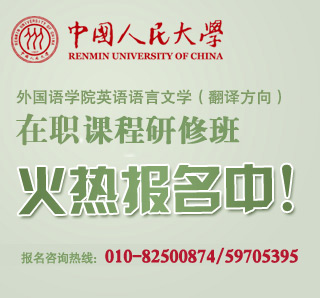 中國人民大學
RENMIN UNIVERSITY OF CHINA
外国语学院英语语言文学(翻译方向)
在职课程研修班
火热报名中!
报名咨询热线：010-82500874/59705395